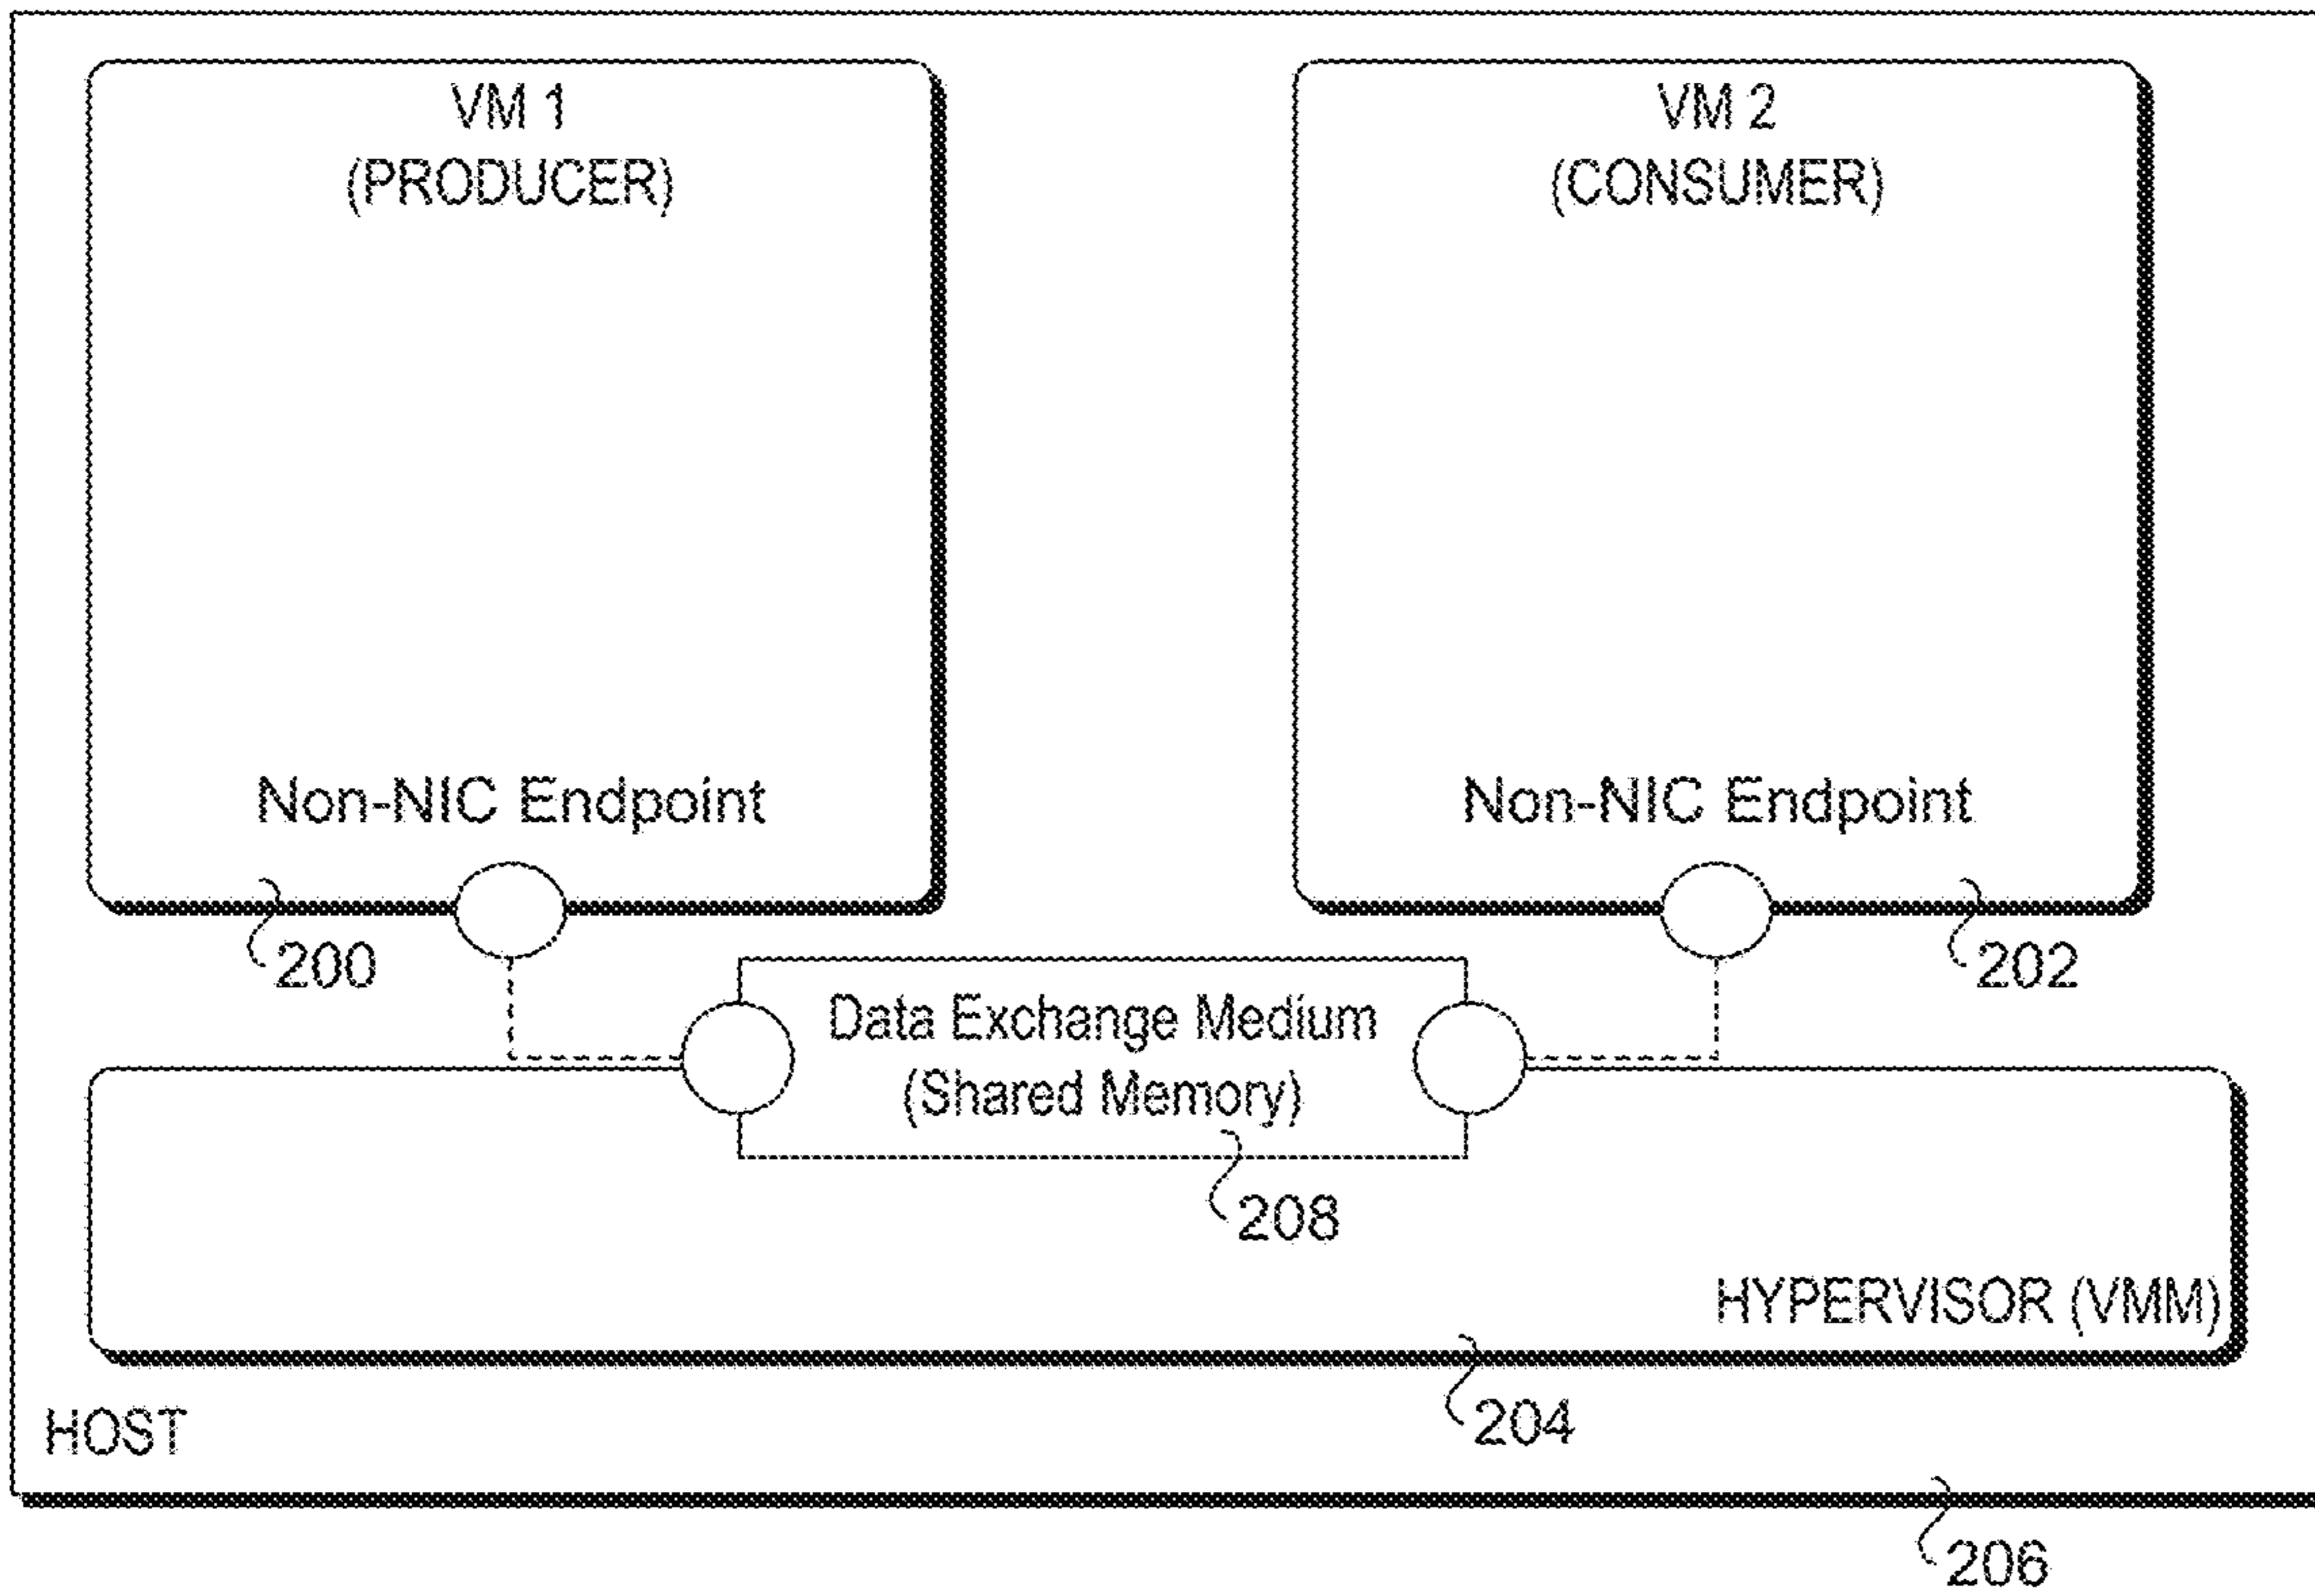 VM 1
(PRODUCER)
VM 2
(CONSUMER)
Non-NIC Endpoint
Non-NIC Endpoint
200
202
Data Exchange Medium
(Shared Memory)
208
HYPERVISOR (VMM)
204
HOST
206